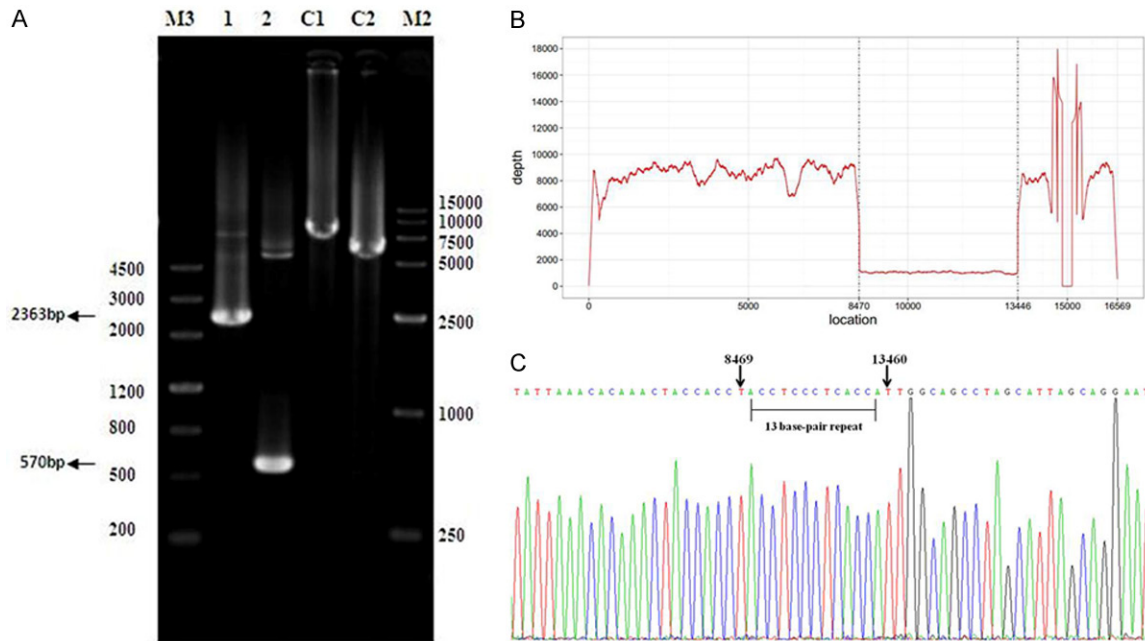 A
M3 1 2 C1 C2 M2
4500
3000
2363bp
2000
1200
800
570bp
500
200
15000
10000
7500
5000
2500
1000
250
B
18000
16000
14000
12000
10000
8000
6000
4000
2000
0
depth
0 5000 8470 10000 13446 15000 16569
location
C
8469 13460
TATTAAACACAAACTACCACCTACCTCCCTCACCATTGGCAGCCTAGCATTAGCAGGAAT
13 base-pair repeat